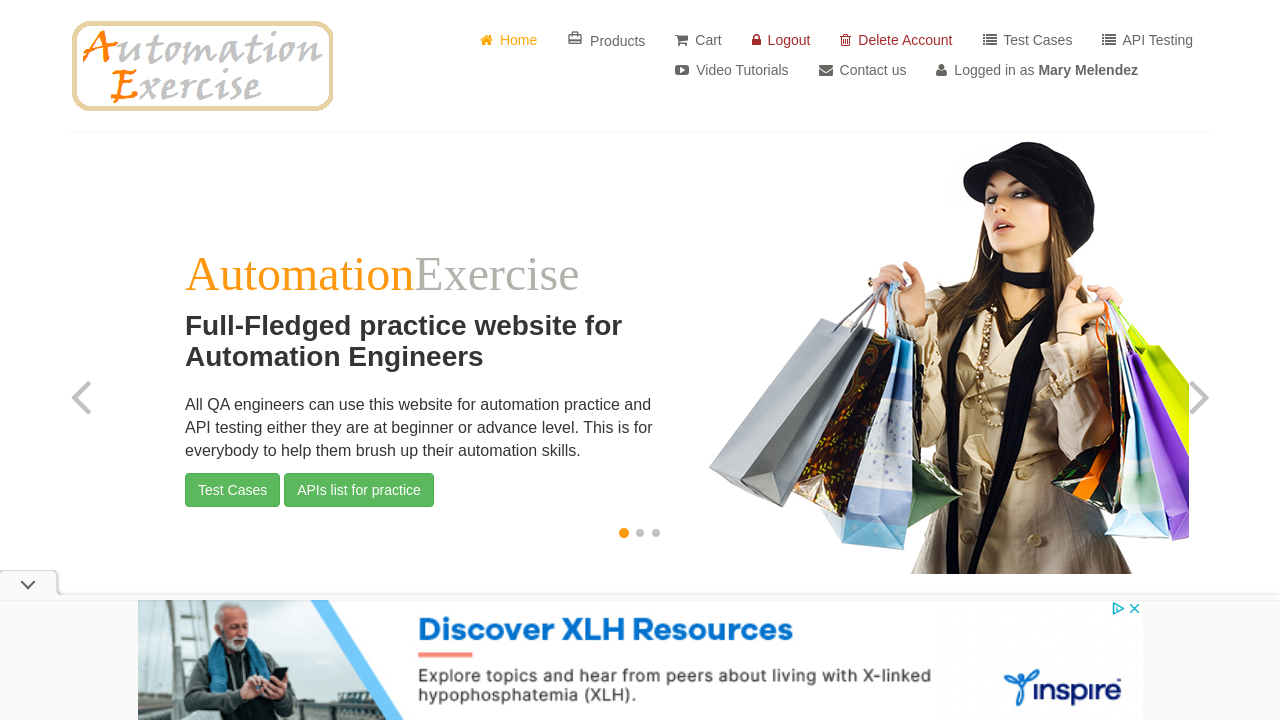 Automation
Exercise
Home Products Cart Logout Delete Account Test Cases API Testing
Video Tutorials Contact us Logged in as Mary Melendez
AutomationExercise
Full-Fledged practice website for
Automation Engineers
All QA engineers can use this website for automation practice and
API testing either they are at beginner or advance level. This is for
everybody to help them brush up their automation skills.
Test Cases APIs list for practice
Discover XLH Resources
Explore topics and hear from peers about living with X-linked
hypophosphatemia (XLH).
inspire